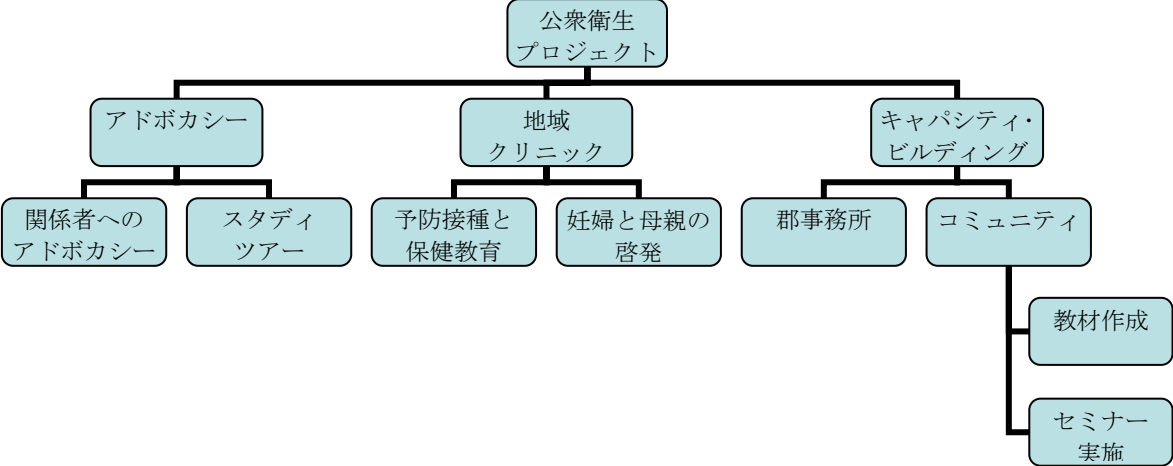 公衆衛生
プロジェクト
アドボカシー
地域
クリニック
キャパシティ・
ビルディング
関係者への
アドボカシー
スタディ
ツアー
予防接種と
保健教育
妊婦と母親の
啓発
郡事務所
コミュニティ
教材作成
セミナー
実施